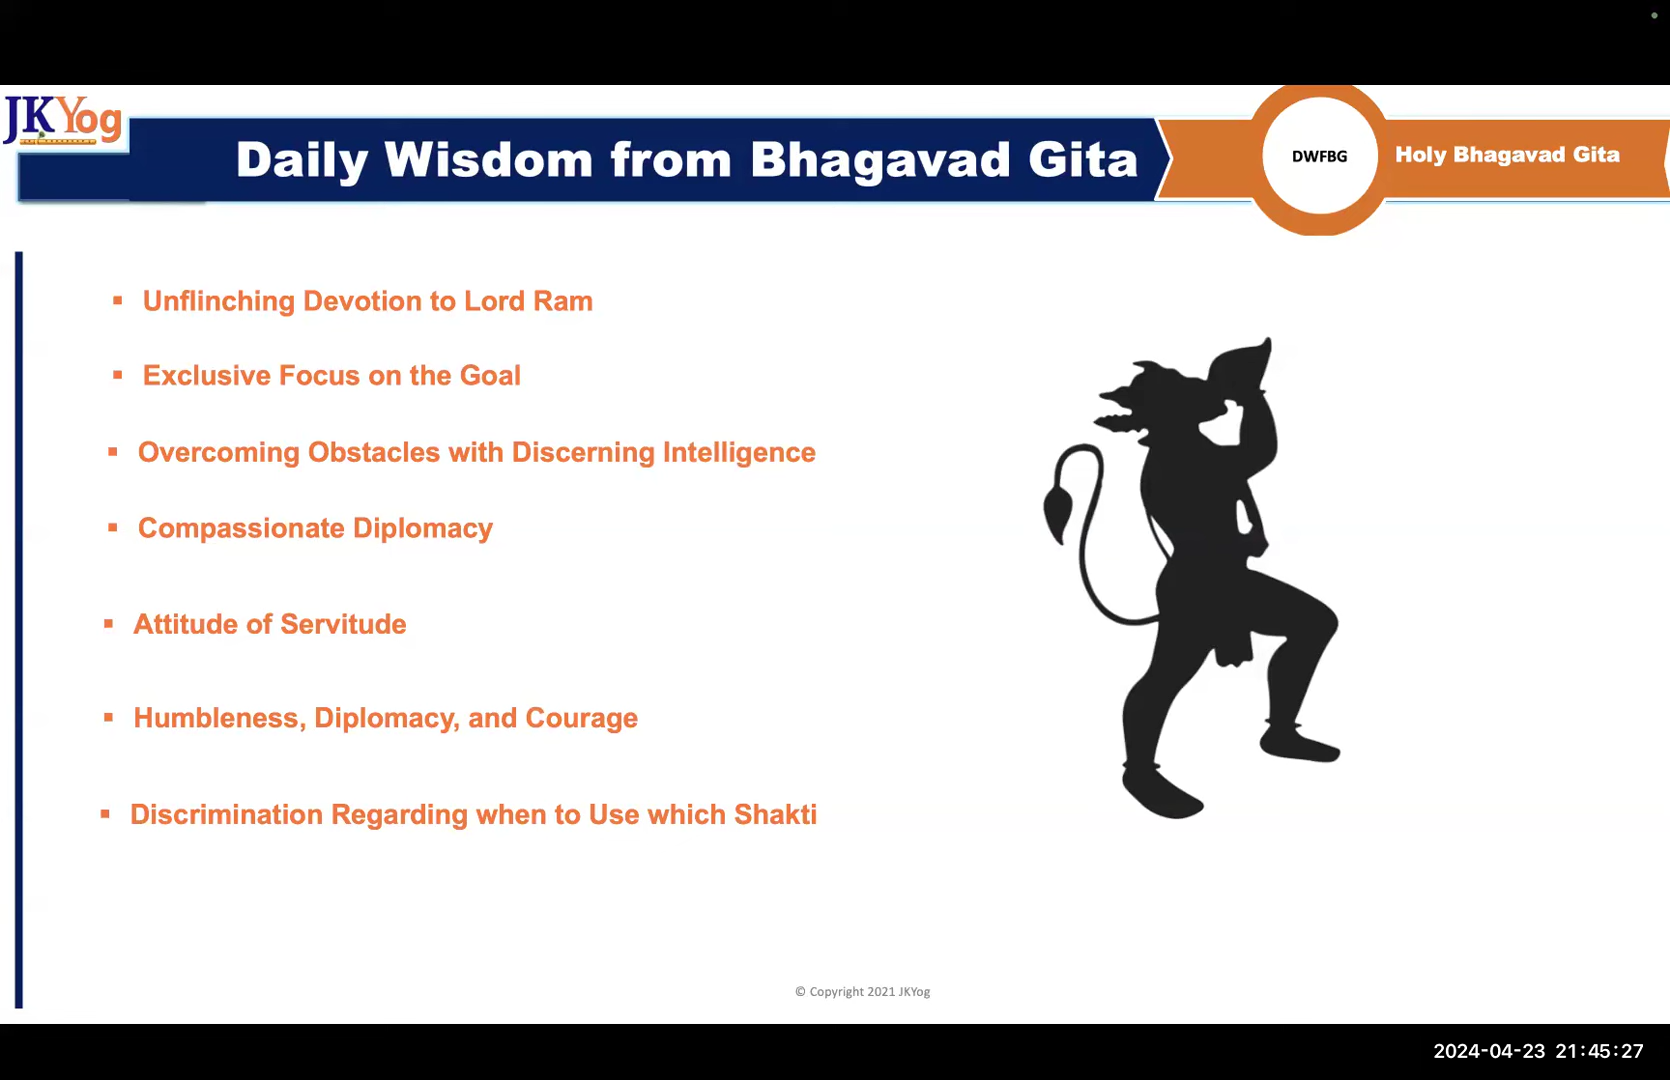 JKYog
Daily Wisdom from Bhagavad Gita
DWFBG
Holy Bhagavad Gita
▪ Unflinching Devotion to Lord Ram
▪ Exclusive Focus on the Goal
▪ Overcoming Obstacles with Discerning Intelligence
▪ Compassionate Diplomacy
▪ Attitude of Servitude
▪ Humbleness, Diplomacy, and Courage
▪ Discrimination Regarding when to Use which Shakti
© Copyright 2021 JKYog
2024-04-23 21:45:27